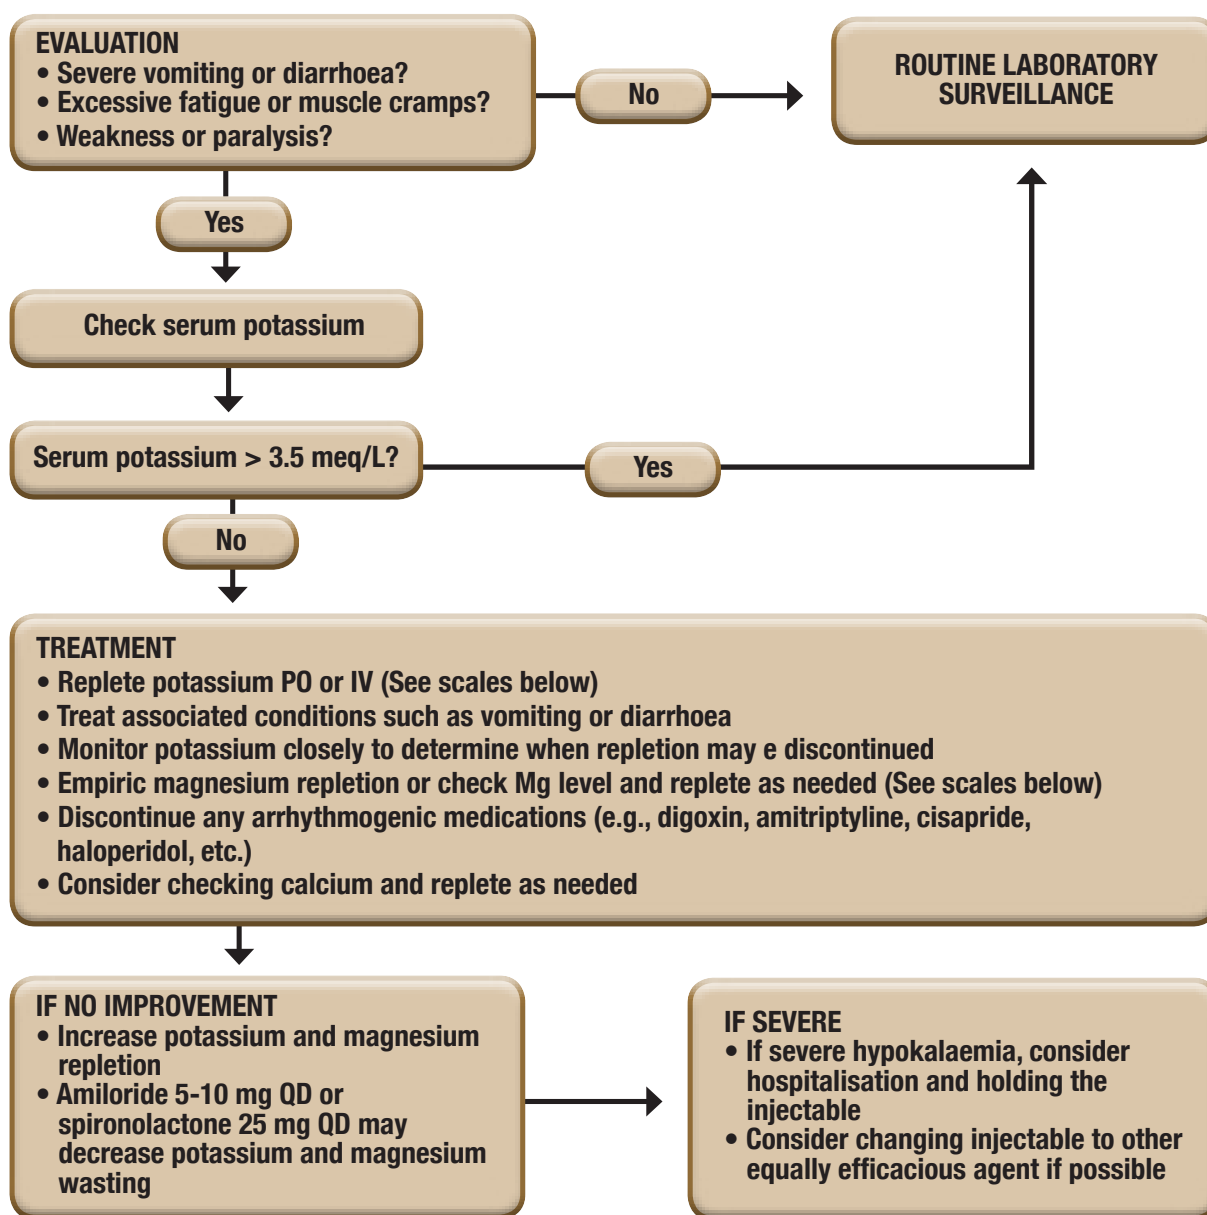 EVALUATION
• Severe vomiting or diarrhoea?
• Excessive fatigue or muscle cramps?
• Weakness or paralysis?
No
ROUTINE LABORATORY
SURVEILLANCE
Yes
Check serum potassium
Serum potassium > 3.5 meq/L?
Yes
No
TREATMENT
• Replete potassium PO or IV (See scales below)
• Treat associated conditions such as vomiting or diarrhoea
• Monitor potassium closely to determine when repletion may e discontinued
• Empiric magnesium repletion or check Mg level and replete as needed (See scales below)
• Discontinue any arrhythmogenic medications (e.g., digoxin, amitriptyline, cisapride,
haloperidol, etc.)
• Consider checking calcium and replete as needed
IF NO IMPROVEMENT
• Increase potassium and magnesium
repletion
• Amiloride 5-10 mg QD or
spironolactone 25 mg QD may
decrease potassium and magnesium
wasting
IF SEVERE
• If severe hypokalaemia, consider
hospitalisation and holding the
injectable
• Consider changing injectable to other
equally efficacious agent if possible